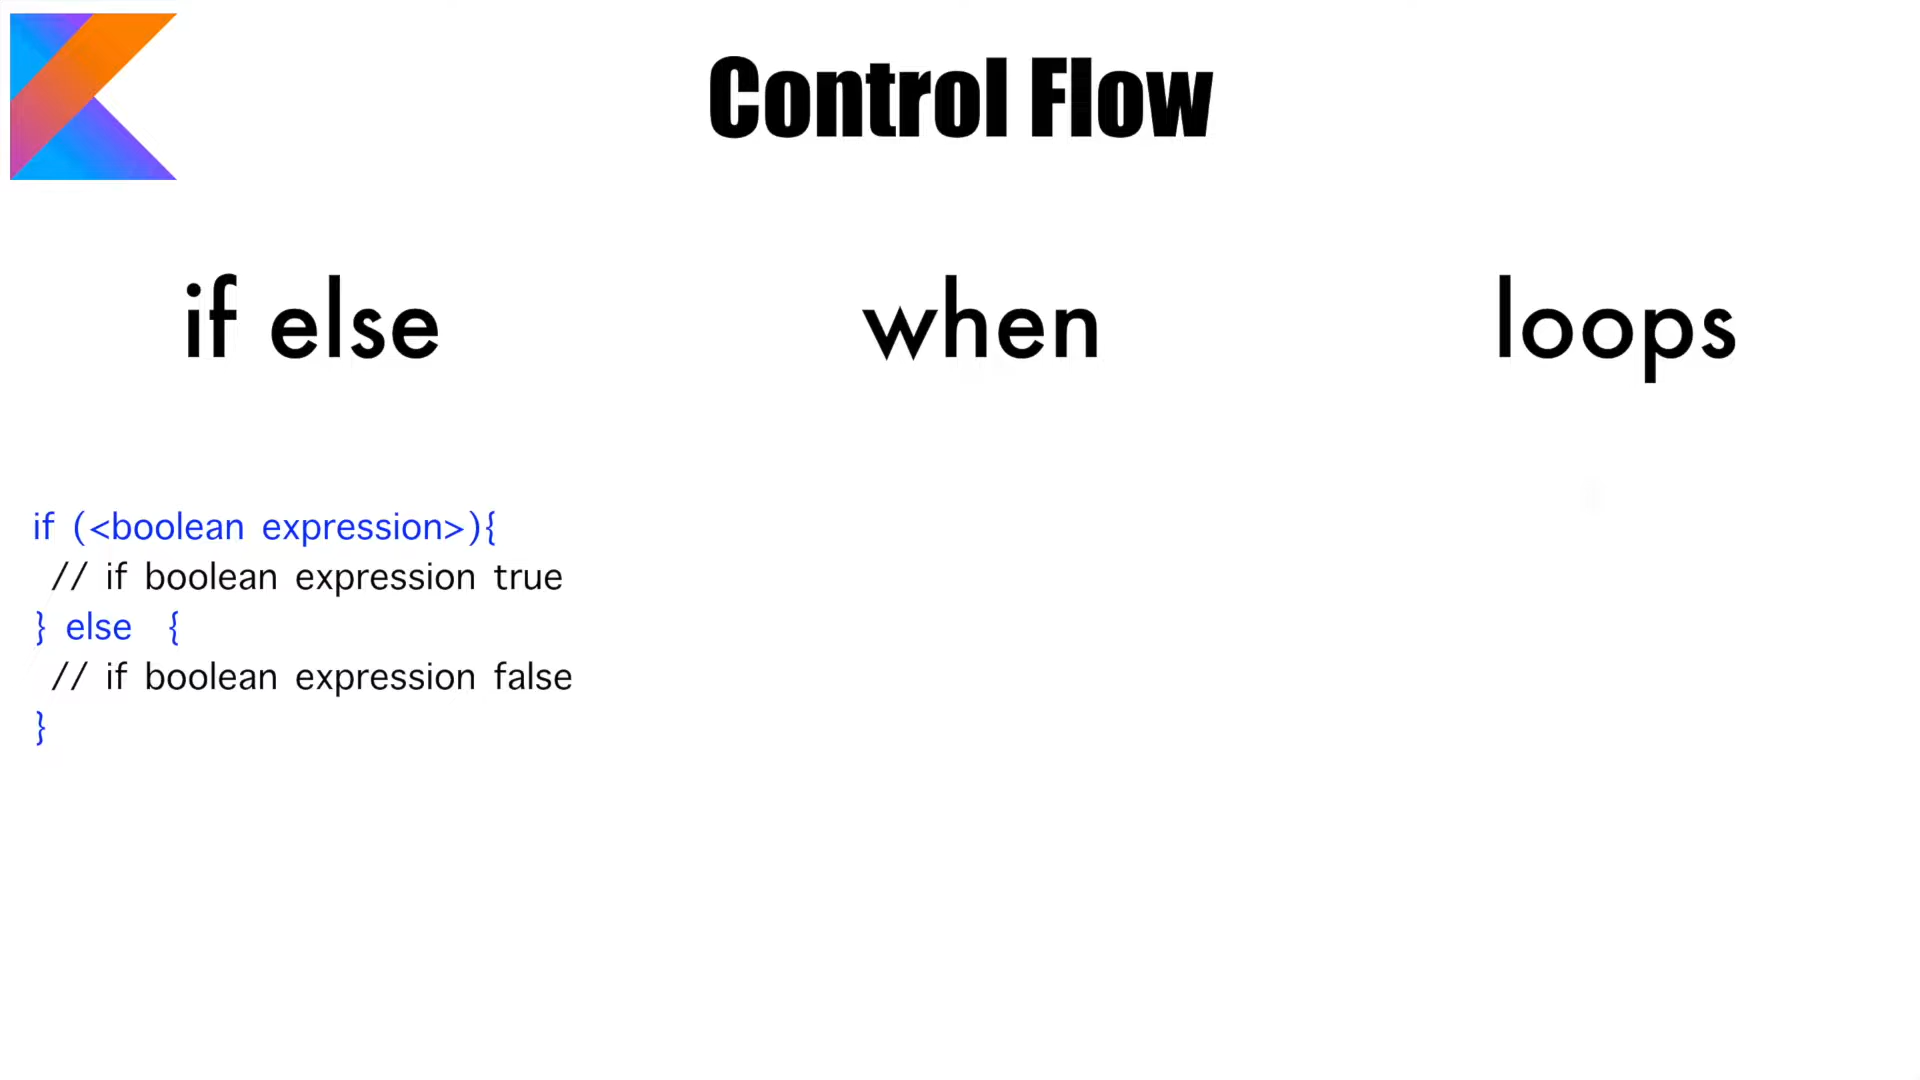 Control Flow
if else
when
loops
if (<boolean expression>){
// if boolean expression true
} else {
// if boolean expression false
}